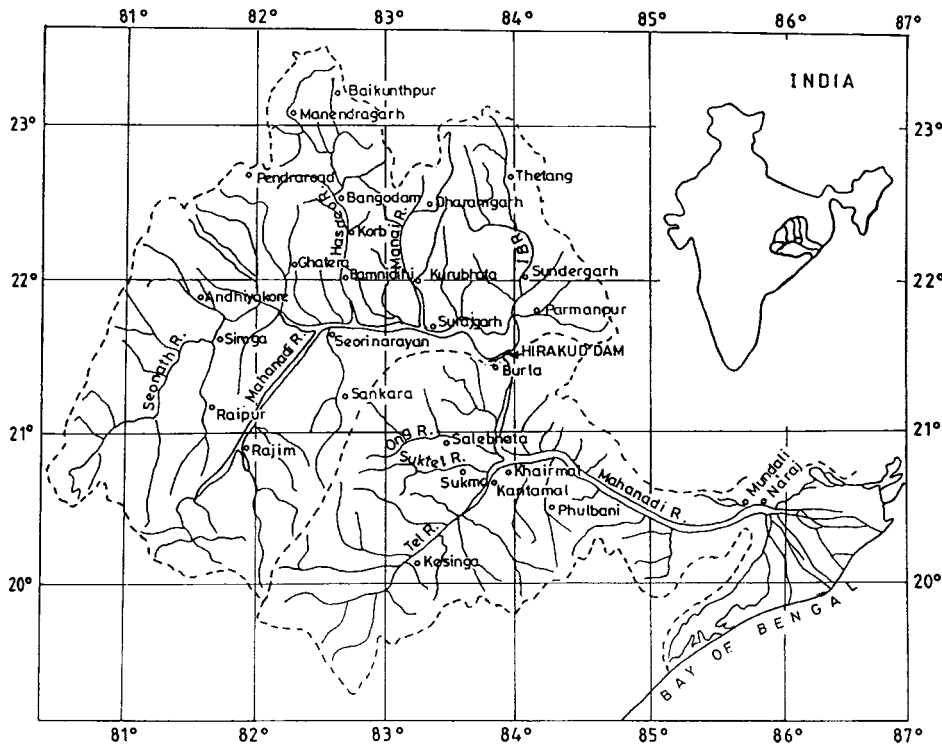 81° 82° 83° 84° 85° 86° 87°
INDIA
Baikunthpur
Manendragarh
23° 23°
Pendraroad
Thetang
Bangodam
Dharamgarh
Hasdeo R.
Korb
Manaj R.
IBR
Ghatera
Bamnidihi
Kurubhata
Sundergarh
22° 22°
Andhiyakore
Parmanpur
Surajgarh
Simga
Seorinarayan
HIRAKUD DAM
Burla
Seonath R.
Mahanadi R.
Sankara
Raipur
21° 21°
Ong R.
Salebhata
Rajim
Suktel R.
Khairmal
Sukma
Kantamal
Mahanadi R
Mundali
Naraj
Phulbani
Tel R.
Kesinga
20° 20°
BAY OF BENGAL
81° 82° 83° 84° 85° 86° 87°